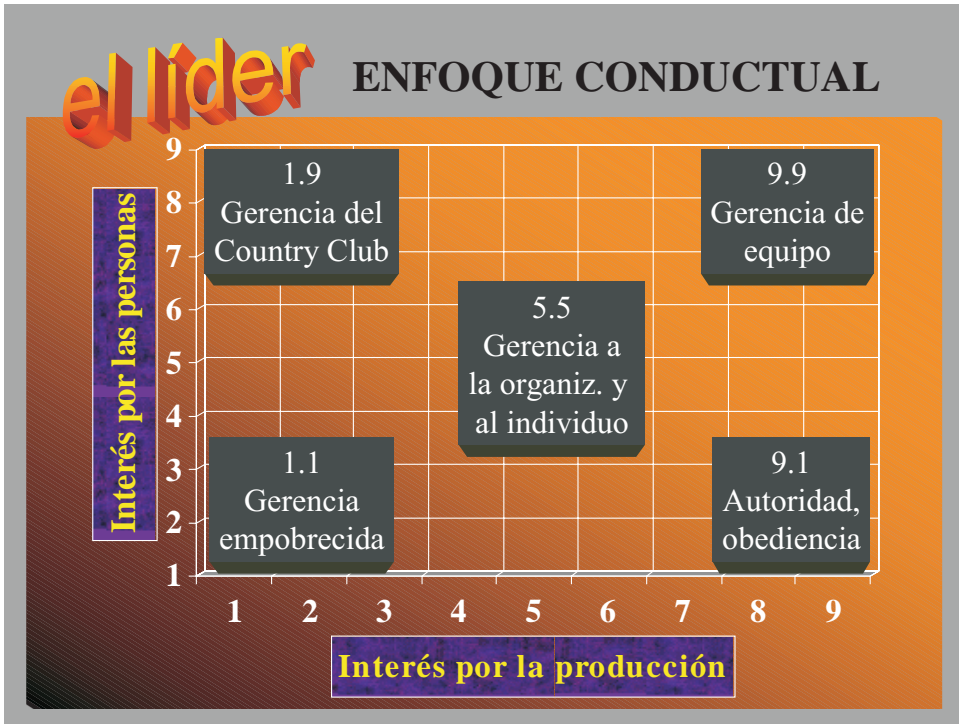 el líder
ENFOQUE CONDUCTUAL
Interés por las personas
9
8
7
6
5
4
3
2
1
1.9
Gerencia del
Country Club
9.9
Gerencia de
equipo
5.5
Gerencia a
la organiz. y
al individuo
1.1
Gerencia
empobrecida
9.1
Autoridad,
obediencia
1 2 3 4 5 6 7 8 9
Interés por la producción